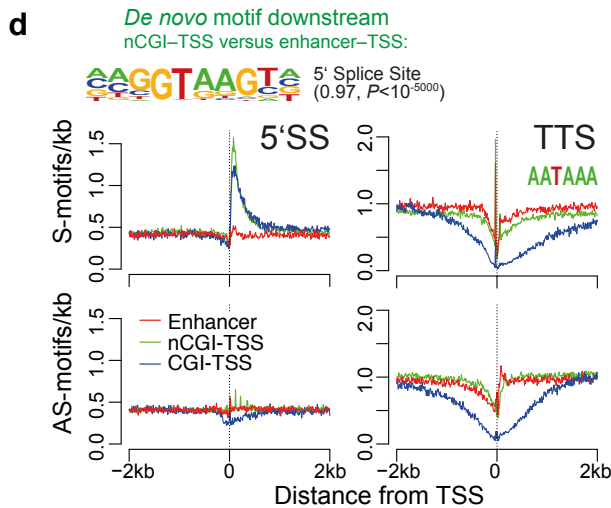 d
De novo motif downstream
nCGI–TSS versus enhancer–TSS:
5‘ Splice Site
(0.97, P<10-5000)
S-motifs/kb
0.0
0.5
1.0
1.5
5‘SS
0.0
1.0
2.0
TTS
AATAAA
AS-motifs/kb
0.0
0.5
1.0
1.5
Enhancer
nCGI-TSS
CGI-TSS
0.0
1.0
2.0
−2kb
0
2kb
−2kb
0
2kb
Distance from TSS